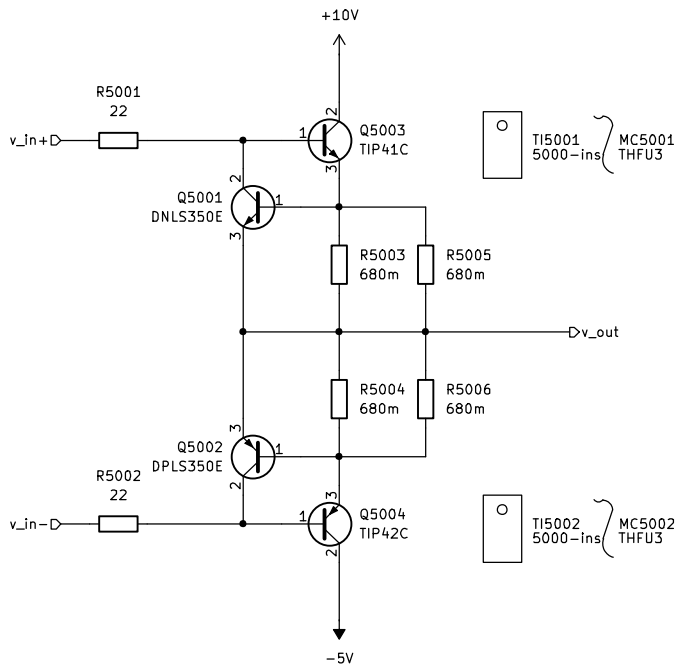 +10V
R5001
22
v_in+
1
2
3
Q5003
TIP41C
TI5001
5000-ins
MC5001
THFU3
Q5001
DNLS350E
2
1
3
R5003
680m
R5005
680m
v_out
R5004
680m
R5006
680m
Q5002
DPLS350E
3
1
2
R5002
22
v_in-
1
3
2
Q5004
TIP42C
TI5002
5000-ins
MC5002
THFU3
-5V